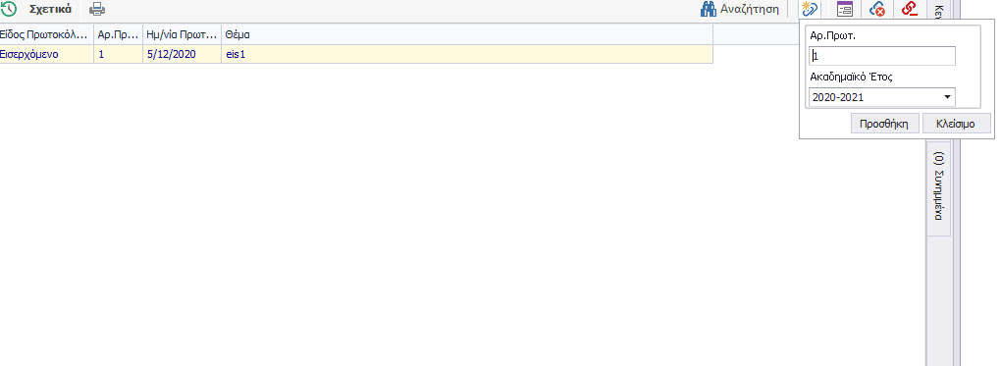 Σχετικά
Αναζήτηση
Είδος Πρωτοκόλ... Αρ.Πρ... Ημ/νία Πρωτ... Θέμα
Εισερχόμενο 1 5/12/2020 eis1
Αρ.Πρωτ.
1
Ακαδημαϊκό Έτος
2020-2021
Προσθήκη Κλείσιμο
(0) Συνημμένα